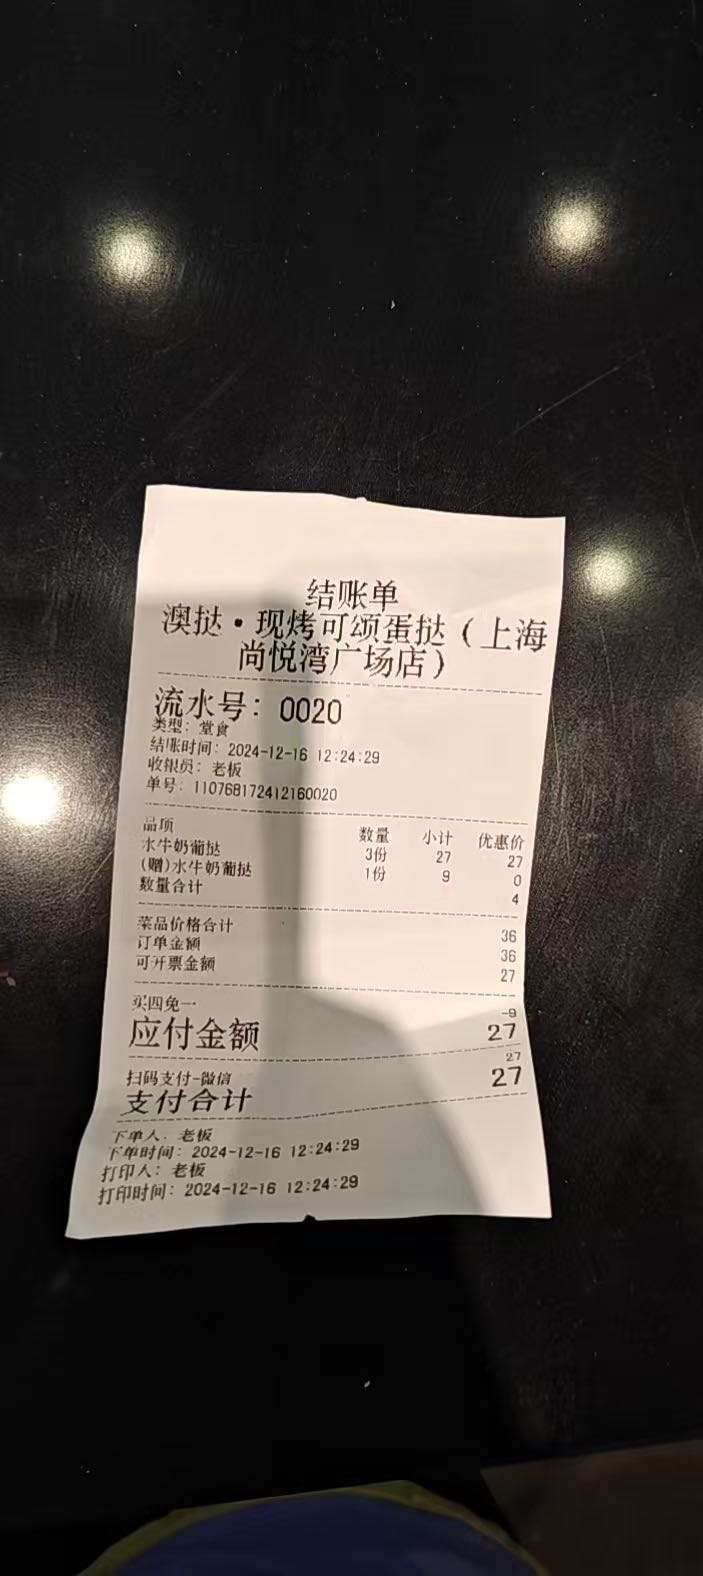 结账单
澳挞·现烤可颂蛋挞（上海
尚悦湾广场店）
流水号：0020
类型：堂食
结账时间：2024-12-16 12:24:29
收银员：老板
单号：110768172412160020
品项 数量 小计 优惠价
水牛奶葡挞 3份 27 27
(赠)水牛奶葡挞 1份 9 0
数量合计 4
菜品价格合计 36
订单金额 36
可开票金额 27
买四免一 -9
应付金额 27
扫码支付-微信 27
支付合计 27
下单人：老板
下单时间：2024-12-16 12:24:29
打印人：老板
打印时间：2024-12-16 12:24:29